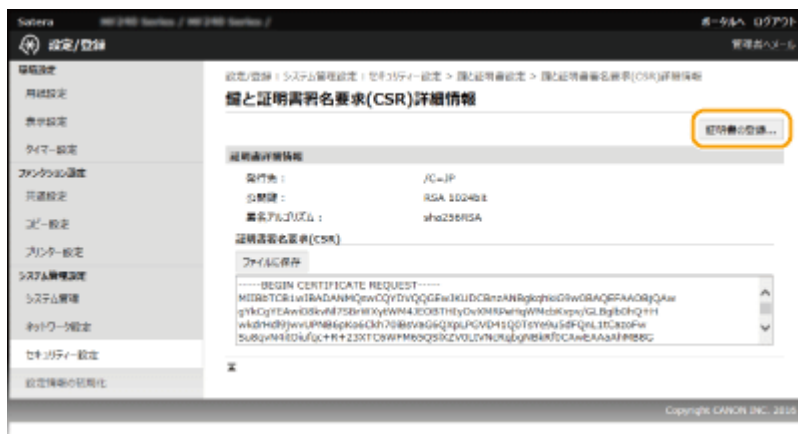 Satera
ポータルへ ログアウト
設定/登録
管理者へメール
環境設定
用紙設定
表示設定
タイマー設定
ファンクション設定
共通設定
コピー設定
プリンター設定
システム管理設定
システム管理
ネットワーク設定
セキュリティー設定
設定情報の初期化
設定/登録 : システム管理設定 : セキュリティー設定 > 鍵と証明書設定 > 鍵と証明書署名要求(CSR)詳細情報
鍵と証明書署名要求(CSR)詳細情報
証明書の登録...
証明書詳細情報
発行先 : /C=JP
公開鍵 : RSA 1024bit
署名アルゴリズム : sha256RSA
証明書署名要求(CSR)
ファイルに保存
-----BEGIN CERTIFICATE REQUEST-----
Copyright CANON INC. 2016